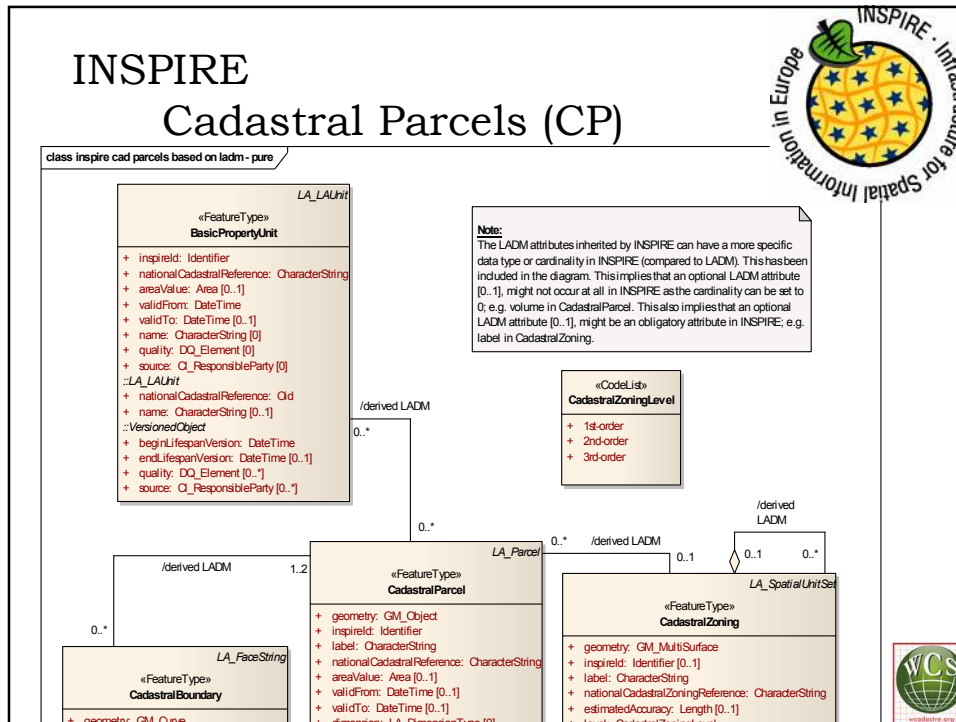 INSPIRE
Cadastral Parcels (CP)
INSPIRE - Infrastructure for Spatial Information in Europe
class inspire cad parcels based on ladm - pure
LA_LAUnit
«FeatureType»
BasicPropertyUnit
+ inspireId: Identifier
+ nationalCadastralReference: CharacterString
+ areaValue: Area [0..1]
+ validFrom: DateTime
+ validTo: DateTime [0..1]
+ name: CharacterString [0]
+ quality: DQ_Element [0]
+ source: CI_ResponsibleParty [0]
::LA_LAUnit
+ nationalCadastralReference: Oid
+ name: CharacterString [0..1]
::VersionedObject
+ beginLifespanVersion: DateTime
+ endLifespanVersion: DateTime [0..1]
+ quality: DQ_Element [0..*]
+ source: CI_ResponsibleParty [0..*]
Note:
The LADM attributes inherited by INSPIRE can have a more specific
data type or cardinality in INSPIRE (compared to LADM). This has been
included in the diagram. This implies that an optional LADM attribute
[0..1], might not occur at all in INSPIRE as the cardinality can be set to
0; e.g. volume in CadastralParcel. This also implies that an optional
LADM attribute [0..1], might be an obligatory attribute in INSPIRE; e.g.
label in CadastralZoning.
«CodeList»
CadastralZoningLevel
+ 1st-order
+ 2nd-order
+ 3rd-order
/derived LADM
0..*
0..*
/derived
LADM
0..1
0..*
0..*
/derived LADM
0..1
/derived LADM
1..2
0..*
LA_Parcel
«FeatureType»
CadastralParcel
+ geometry: GM_Object
+ inspireId: Identifier
+ label: CharacterString
+ nationalCadastralReference: CharacterString
+ areaValue: Area [0..1]
+ validFrom: DateTime [0..1]
+ validTo: DateTime [0..1]
+ dimension: LA_DimensionType [0]
LA_SpatialUnitSet
«FeatureType»
CadastralZoning
+ geometry: GM_MultiSurface
+ inspireId: Identifier [0..1]
+ label: CharacterString
+ nationalCadastralZoningReference: CharacterString
+ estimatedAccuracy: Length [0..1]
+ level: CadastralZoningLevel
LA_FaceString
«FeatureType»
CadastralBoundary
+ geometry: GM_Curve
WCS
wcadastre.org